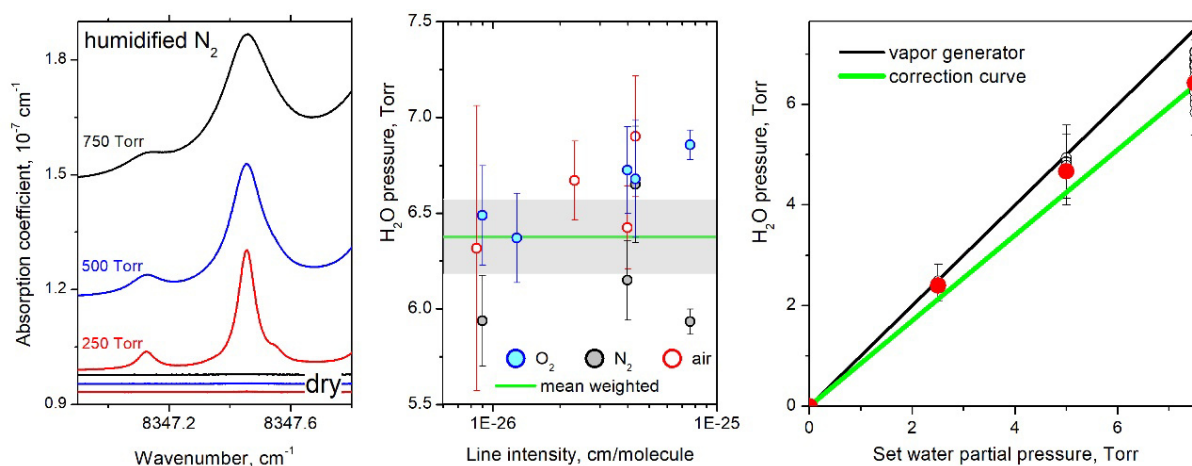 humidified N2
750 Torr
500 Torr
250 Torr
dry
1.8
1.5
1.2
0.9
8347.2
8347.6
Absorption coefficient, 10-7 cm-1
Wavenumber, cm-1
7.5
7.0
6.5
6.0
5.5
H2O pressure, Torr
O2
N2
air
mean weighted
1E-26
1E-25
Line intensity, cm/molecule
vapor generator
correction curve
6
4
2
0
H2O pressure, Torr
0
2
4
6
Set water partial pressure, Torr